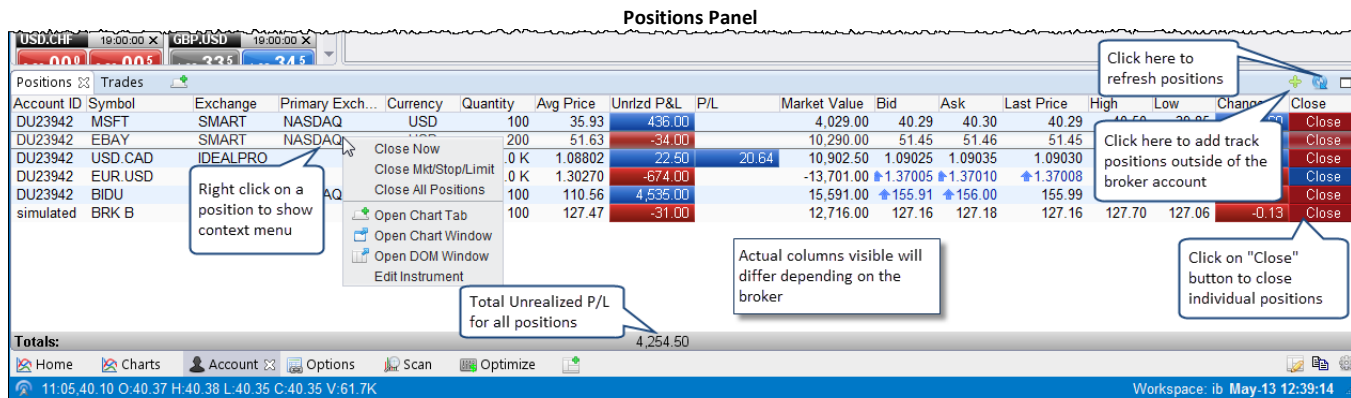 Positions Panel
USD.CHF 19:00:00 X GBP.USD 19:00:00 X
00⁰ 00⁵ 33⁵ 34⁵
Click here to
refresh positions
Positions Trades
Account ID Symbol Exchange Primary Exch... Currency Quantity Avg Price Unrlzd P&L P/L Market Value Bid Ask Last Price High Low Change Close
DU23942 MSFT SMART NASDAQ USD 100 35.93 436.00 4,029.00 40.29 40.30 40.29 Close
DU23942 EBAY SMART NASDAQ USD 200 51.63 -34.00 10,290.00 51.45 51.46 51.45 Close
DU23942 USD.CAD IDEALPRO .0 K 1.08802 22.50 20.64 10,902.50 1.09025 1.09035 1.09030 Close
DU23942 EUR.USD .0 K 1.30270 -674.00 -13,701.00 1.37005 1.37010 1.37008 Close
DU23942 BIDU AQ 100 110.56 4,535.00 15,591.00 155.91 156.00 155.99 Close
simulated BRK B 100 127.47 -31.00 12,716.00 127.16 127.18 127.16 127.70 127.06 -0.13 Close
Click here to add track
positions outside of the
broker account
Right click on a
position to show
context menu
Close Now
Close Mkt/Stop/Limit
Close All Positions
Open Chart Tab
Open Chart Window
Open DOM Window
Edit Instrument
Actual columns visible will
differ depending on the
broker
Click on "Close"
button to close
individual positions
Total Unrealized P/L
for all positions
Totals: 4,254.50
Home Charts Account Options Scan Optimize
11:05,40.10 O:40.37 H:40.38 L:40.35 C:40.35 V:61.7K Workspace: ib May-13 12:39:14